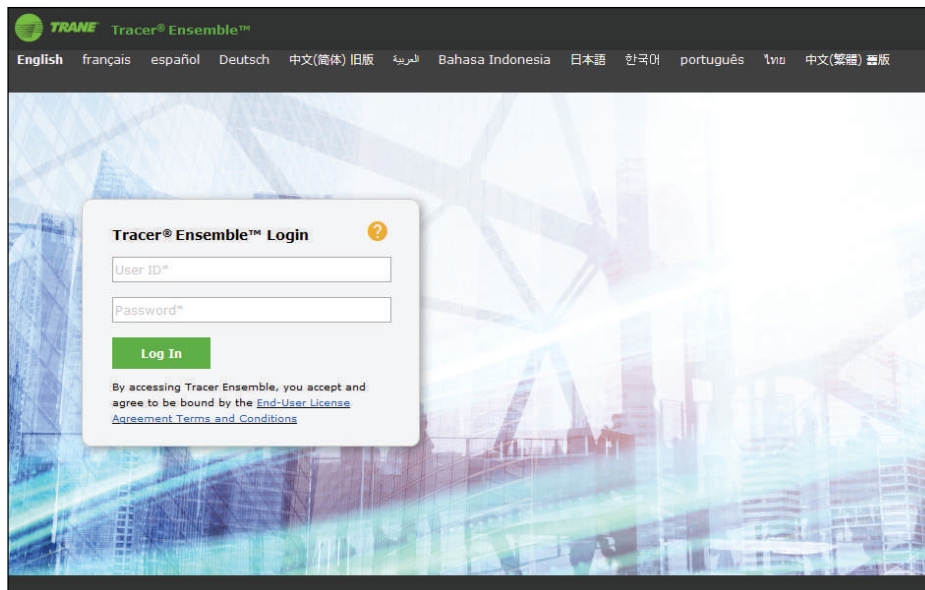 TRANE Tracer® Ensemble™
English français español Deutsch 中文(简体) 旧版 العربية Bahasa Indonesia 日本語 한국어 português ไทย 中文(繁體) 舊版
Tracer® Ensemble™ Login ?
User ID*
Password*
Log In
By accessing Tracer Ensemble, you accept and
agree to be bound by the End-User License
Agreement Terms and Conditions